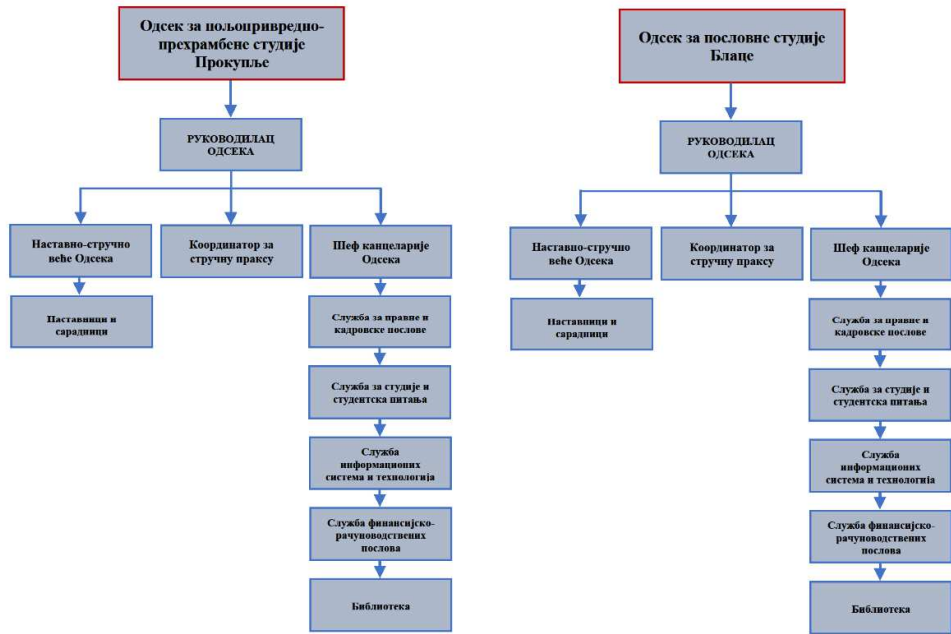 Одсек за пољопривредно-
прехрамбене студије
Прокупље
РУКОВОДИЛАЦ
ОДСЕКА
Наставно-стручно
веће Одсека
Координатор за
стручну праксу
Шеф канцеларије
Одсека
Наставници и
сарадници
Служба за правне и
кадровске послове
Служба за студије и
студентска питања
Служба
информационих
система и технологија
Служба финансијско-
рачуноводствених
послова
Библиотека
Одсек за пословне студије
Блаце
РУКОВОДИЛАЦ
ОДСЕКА
Наставно-стручно
веће Одсека
Координатор за
стручну праксу
Шеф канцеларије
Одсека
Наставници и
сарадници
Служба за правне и
кадровске послове
Служба за студије и
студентска питања
Служба
информационих
система и технологија
Служба финансијско-
рачуноводствених
послова
Библиотека